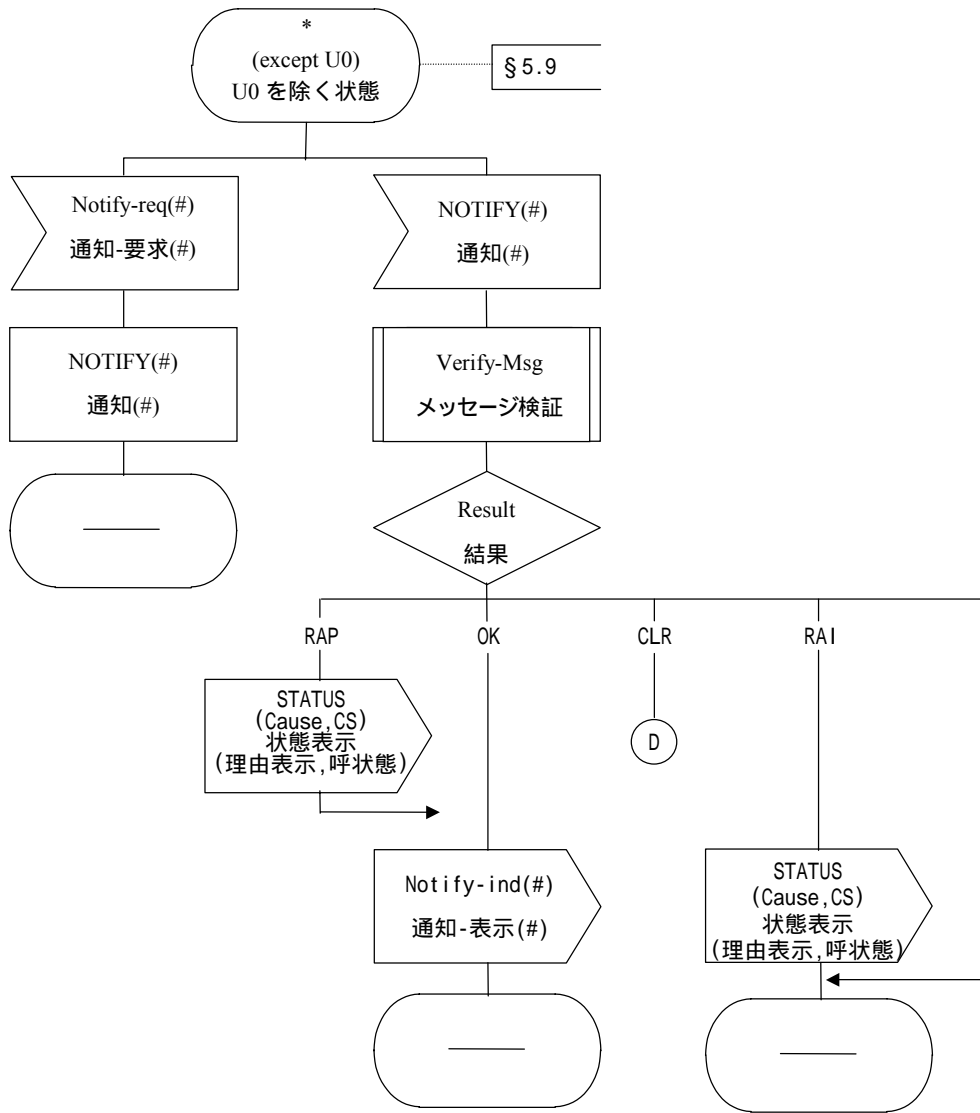 *
(except U0)
U0 を除く状態
§5.9
Notify-req(#)
通知-要求(#)
NOTIFY(#)
通知(#)
NOTIFY(#)
通知(#)
Verify-Msg
メッセージ検証
Result
結果
RAP
OK
CLR
RAI
STATUS
(Cause,CS)
状態表示
(理由表示,呼状態)
D
Notify-ind(#)
通知-表示(#)
STATUS
(Cause,CS)
状態表示
(理由表示,呼状態)